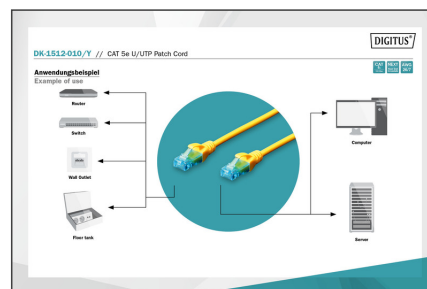 DIGITUS®
DK-1512-010/Y // CAT 5e U/UTP Patch Cord
Anwendungsbeispiel
Example of use
Router
Switch
Wall Outlet
Floor tank
Computer
Server